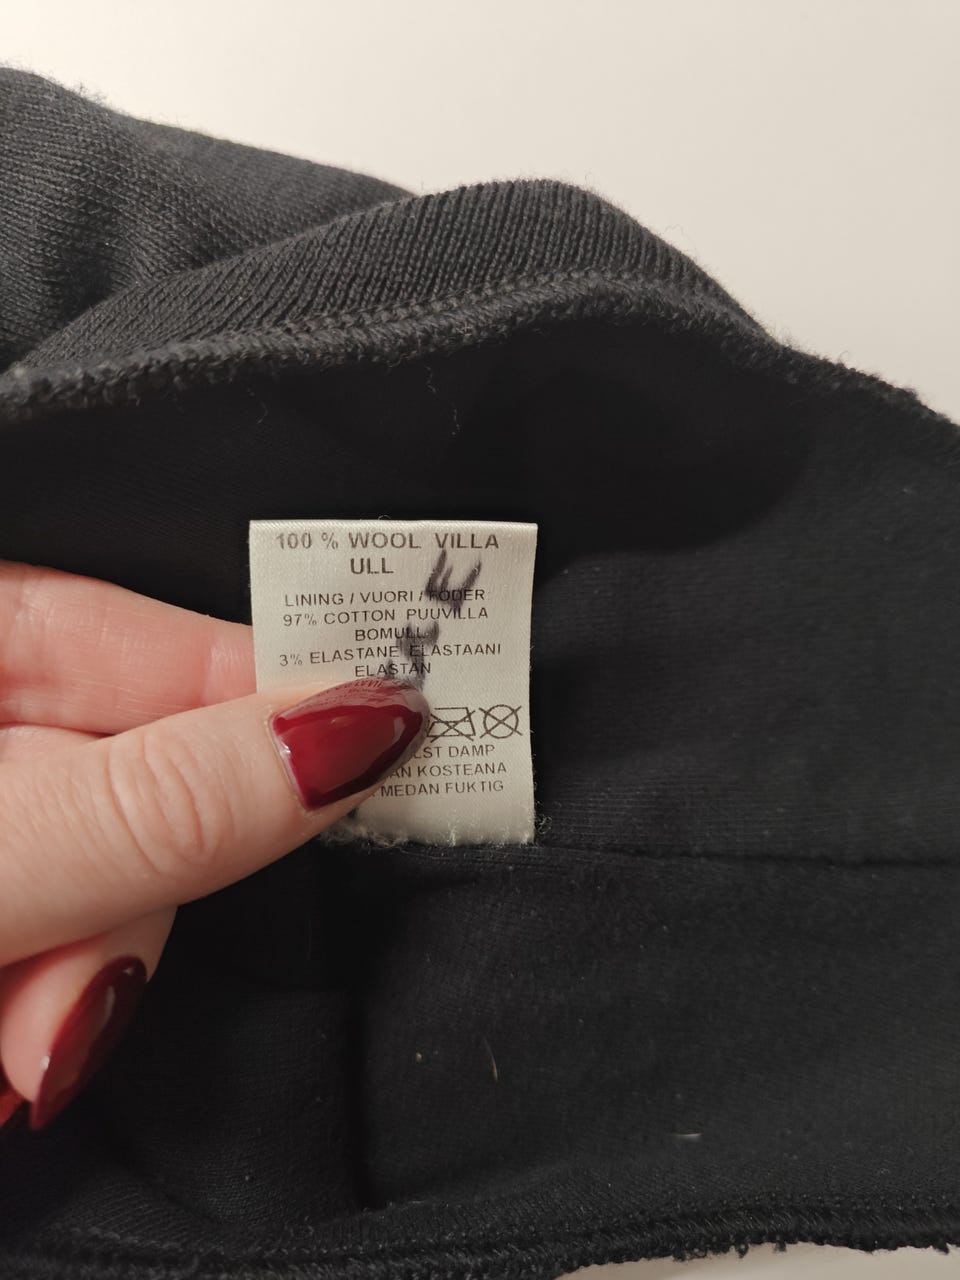 100 % WOOL VILLA
ULL
LINING / VUORI / FODER
97% COTTON PUUVILLA
BOMULL
3% ELASTANE ELASTAANI
ELASTAN
DAMP
KOSTEANA
MEDAN FUKTIG